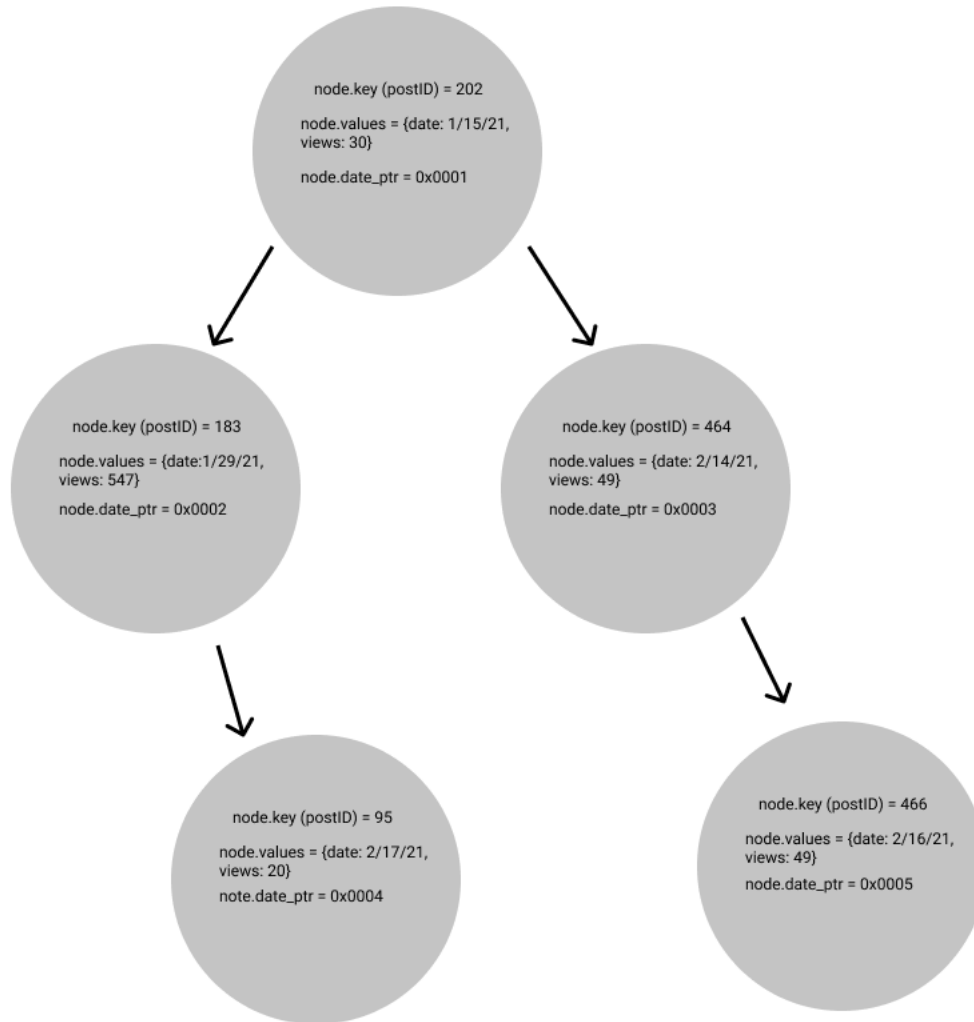 node.key (postID) = 202
node.values = {date: 1/15/21,
views: 30}
node.date_ptr = 0x0001
node.key (postID) = 183
node.values = {date:1/29/21,
views: 547}
node.date_ptr = 0x0002
node.key (postID) = 464
node.values = {date: 2/14/21,
views: 49}
node.date_ptr = 0x0003
node.key (postID) = 95
node.values = {date: 2/17/21,
views: 20}
note.date_ptr = 0x0004
node.key (postID) = 466
node.values = {date: 2/16/21,
views: 49}
node.date_ptr = 0x0005